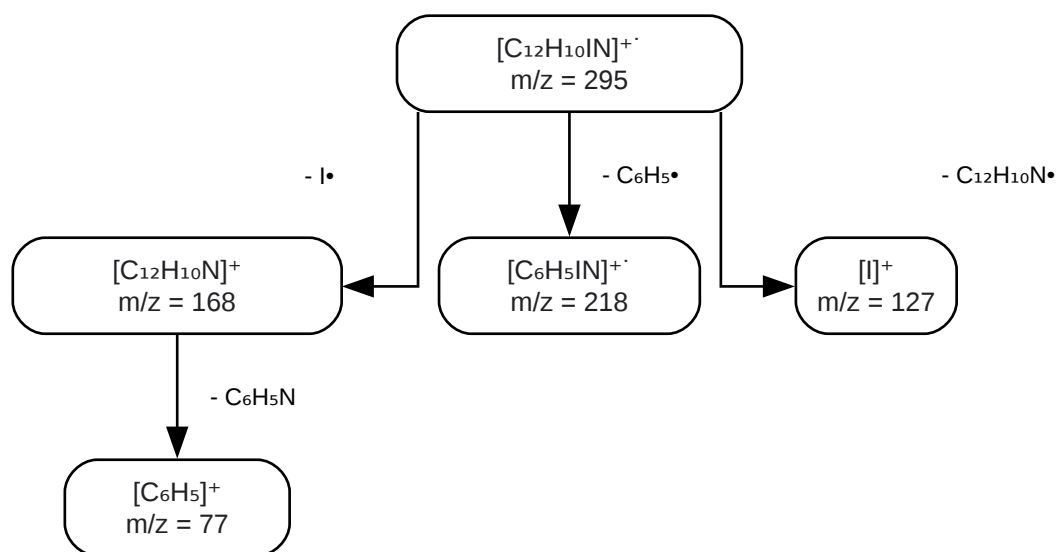 [C₁₂H₁₀IN]⁺˙
m/z = 295
- I•
- C₆H₅•
- C₁₂H₁₀N•
[C₁₂H₁₀N]⁺
m/z = 168
[C₆H₅IN]⁺˙
m/z = 218
[I]⁺
m/z = 127
- C₆H₅N
[C₆H₅]⁺
m/z = 77